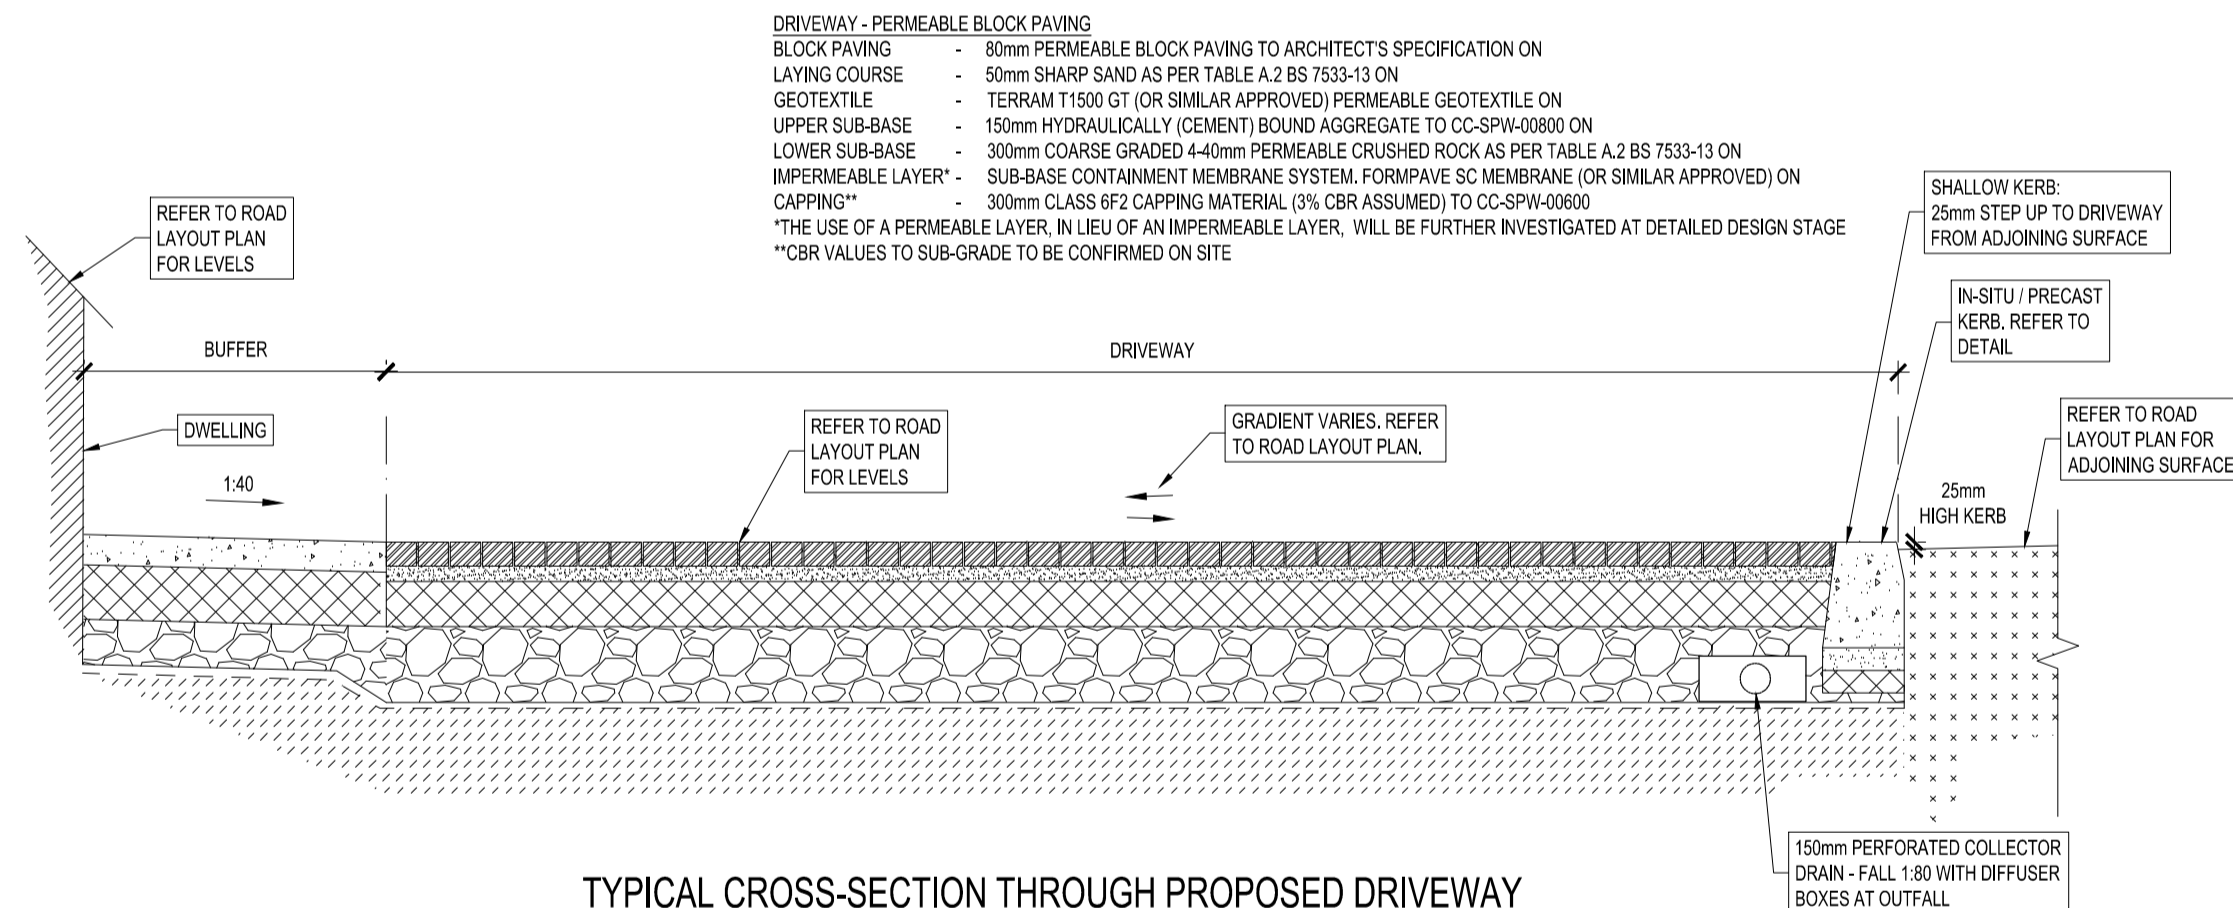 DRIVEWAY - PERMEABLE BLOCK PAVING
BLOCK PAVING - 80mm PERMEABLE BLOCK PAVING TO ARCHITECT'S SPECIFICATION ON
LAYING COURSE - 50mm SHARP SAND AS PER TABLE A.2 BS 7533-13 ON
GEOTEXTILE - TERRAM T1500 GT (OR SIMILAR APPROVED) PERMEABLE GEOTEXTILE ON
UPPER SUB-BASE - 150mm HYDRAULICALLY (CEMENT) BOUND AGGREGATE TO CC-SPW-00800 ON
LOWER SUB-BASE - 300mm COARSE GRADED 4-40mm PERMEABLE CRUSHED ROCK AS PER TABLE A.2 BS 7533-13 ON
IMPERMEABLE LAYER* - SUB-BASE CONTAINMENT MEMBRANE SYSTEM. FORMPAVE SC MEMBRANE (OR SIMILAR APPROVED) ON
CAPPING** - 300mm CLASS 6F2 CAPPING MATERIAL (3% CBR ASSUMED) TO CC-SPW-00600
*THE USE OF A PERMEABLE LAYER, IN LIEU OF AN IMPERMEABLE LAYER, WILL BE FURTHER INVESTIGATED AT DETAILED DESIGN STAGE
**CBR VALUES TO SUB-GRADE TO BE CONFIRMED ON SITE
REFER TO ROAD
LAYOUT PLAN
FOR LEVELS
SHALLOW KERB:
25mm STEP UP TO DRIVEWAY
FROM ADJOINING SURFACE
IN-SITU / PRECAST
KERB. REFER TO
DETAIL
BUFFER
DRIVEWAY
DWELLING
REFER TO ROAD
LAYOUT PLAN
FOR LEVELS
GRADIENT VARIES. REFER
TO ROAD LAYOUT PLAN.
REFER TO ROAD
LAYOUT PLAN FOR
ADJOINING SURFACE
1:40
25mm
HIGH KERB
150mm PERFORATED COLLECTOR
DRAIN - FALL 1:80 WITH DIFFUSER
BOXES AT OUTFALL
TYPICAL CROSS-SECTION THROUGH PROPOSED DRIVEWAY